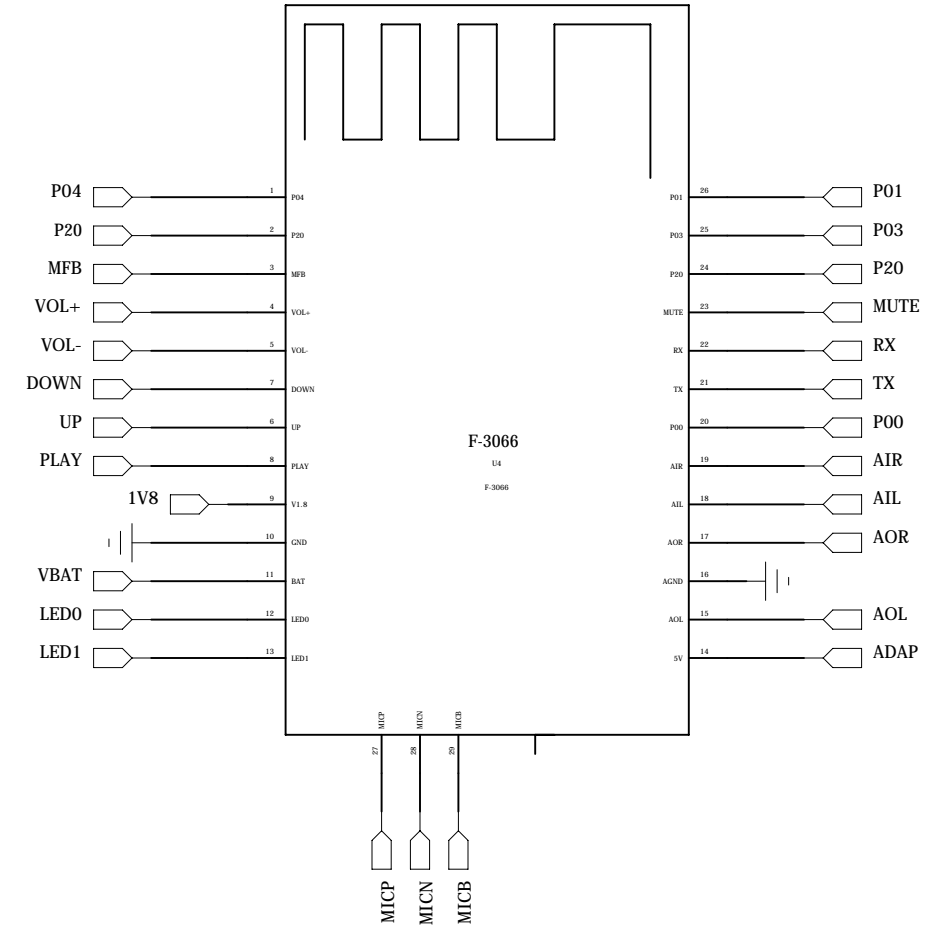 P04 1 P04 P01 26 P01
P20 2 P20 P03 25 P03
MFB 3 MFB P20 24 P20
VOL+ 4 VOL+ MUTE 23 MUTE
VOL- 5 VOL- RX 22 RX
DOWN 7 DOWN TX 21 TX
UP 6 UP P00 20 P00
F-3066
PLAY 8 PLAY U4 AIR 19 AIR
F-3066
1V8 9 V1.8 AIL 18 AIL
10 GND AOR 17 AOR
VBAT 11 BAT AGND 16
LED0 12 LED0 AOL 15 AOL
LED1 13 LED1 5V 14 ADAP
MICP MICN MICB
27 28 29
MICP MICN MICB